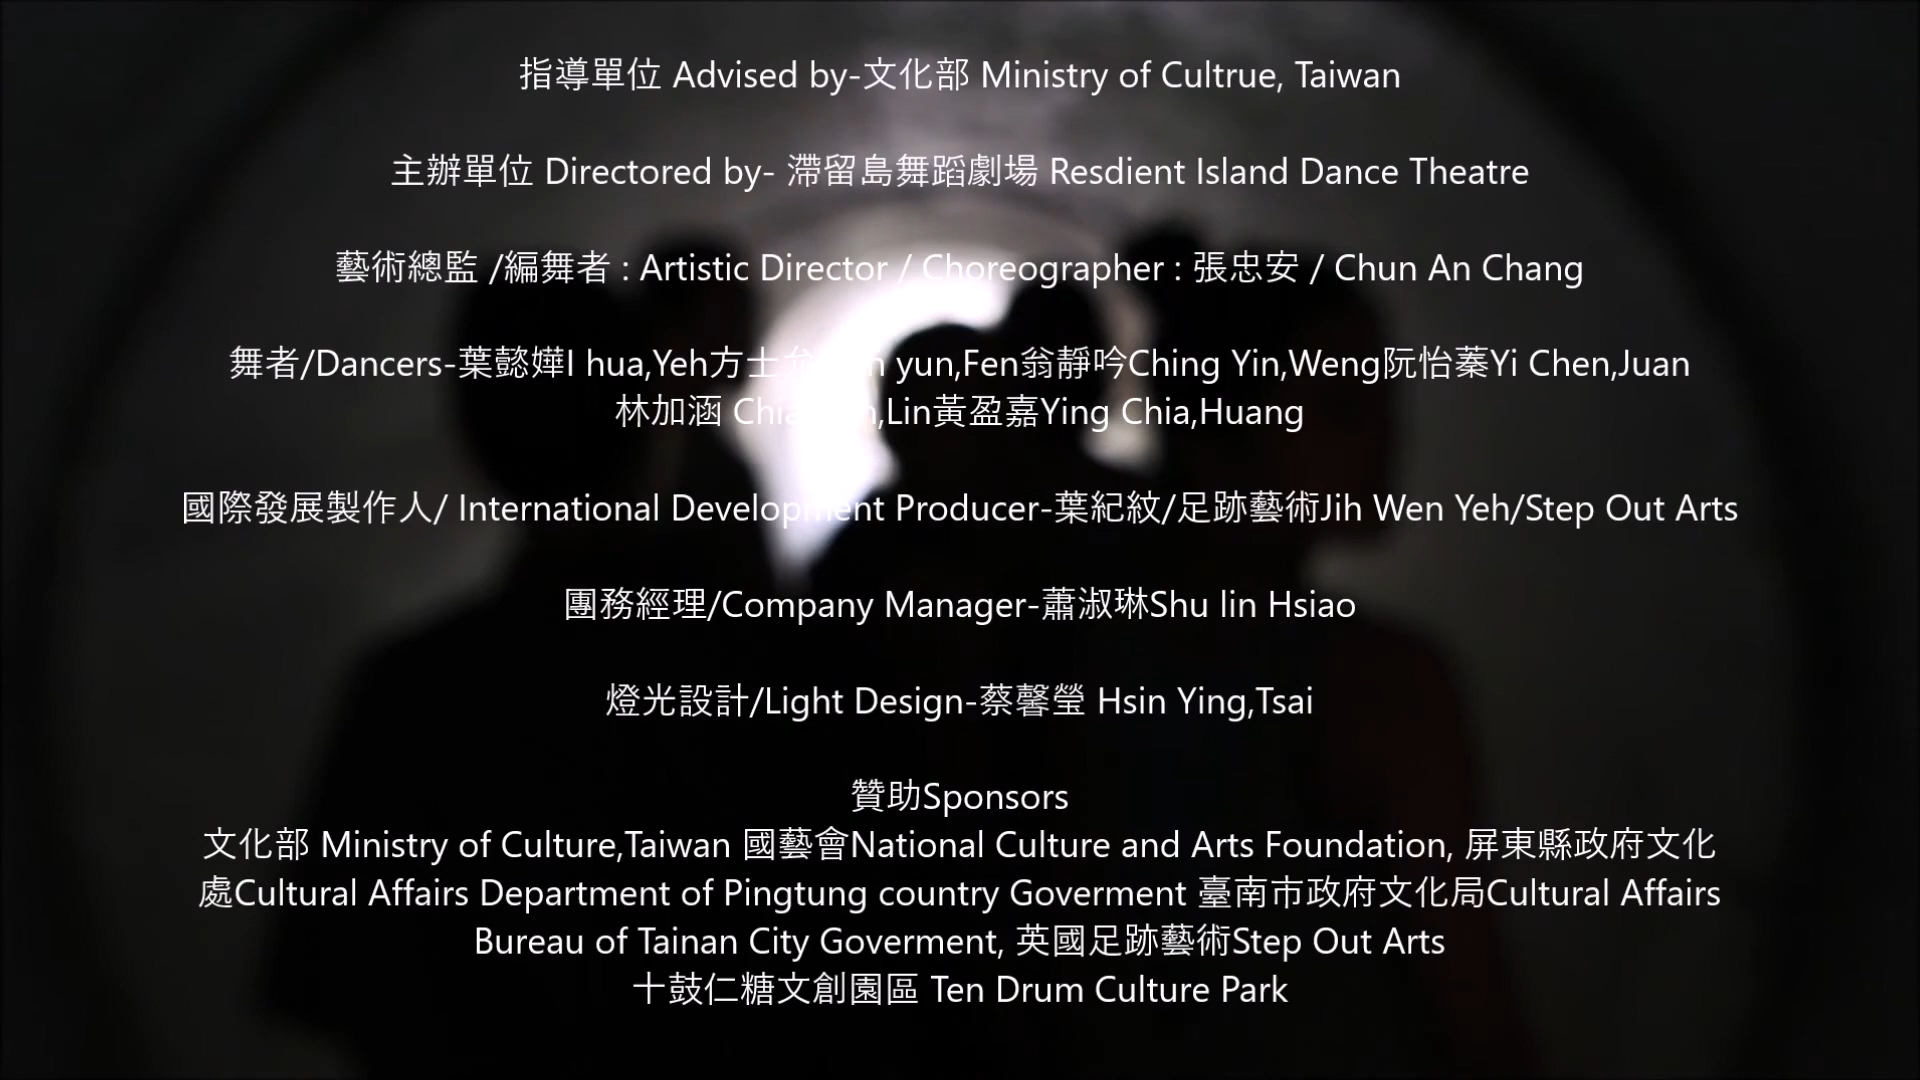 指導單位 Advised by-文化部 Ministry of Cultrue, Taiwan
主辦單位 Directored by- 滯留島舞蹈劇場 Resdient Island Dance Theatre
藝術總監 /編舞者 : Artistic Director / Choreographer : 張忠安 / Chun An Chang
舞者/Dancers-葉懿嬅I hua,Yeh方士允 yun,Fen翁靜吟Ching Yin,Weng阮怡蓁Yi Chen,Juan
林加涵 ,Lin黃盈嘉Ying Chia,Huang
國際發展製作人/ International Development Producer-葉紀紋/足跡藝術Jih Wen Yeh/Step Out Arts
團務經理/Company Manager-蕭淑琳Shu lin Hsiao
燈光設計/Light Design-蔡馨瑩 Hsin Ying,Tsai
贊助Sponsors
文化部 Ministry of Culture,Taiwan 國藝會National Culture and Arts Foundation, 屏東縣政府文化
處Cultural Affairs Department of Pingtung country Goverment 臺南市政府文化局Cultural Affairs
Bureau of Tainan City Goverment, 英國足跡藝術Step Out Arts
十鼓仁糖文創園區 Ten Drum Culture Park